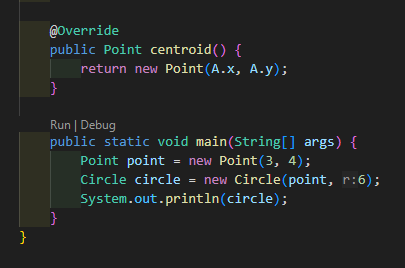 @Override
public Point centroid() {
return new Point(A.x, A.y);
}
Run | Debug
public static void main(String[] args) {
Point point = new Point(3, 4);
Circle circle = new Circle(point, r:6);
System.out.println(circle);
}
}